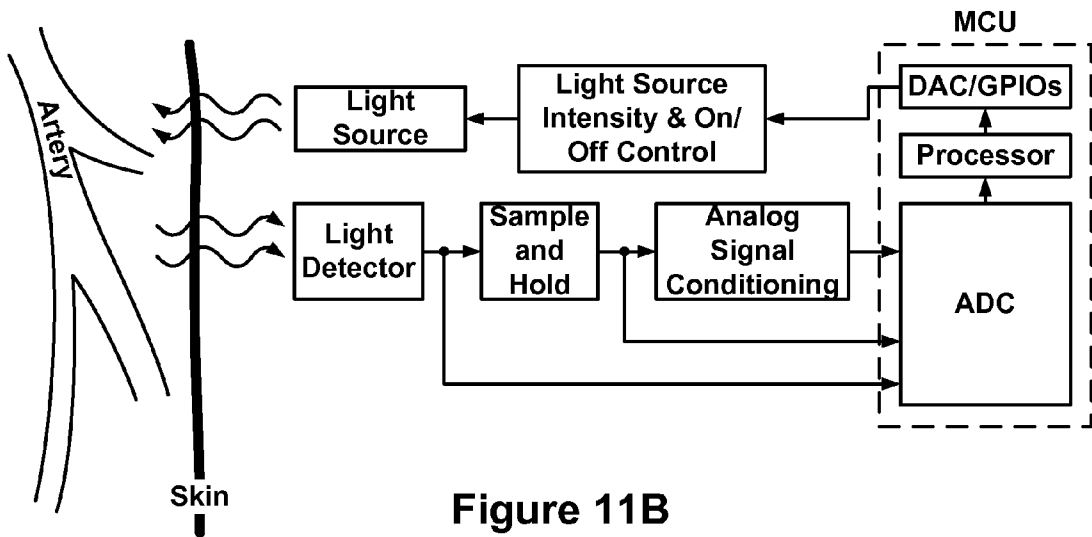 MCU
Artery
Light
Source
Light Source
Intensity & On/
Off Control
DAC/GPIOs
Processor
Light
Detector
Sample
and
Hold
Analog
Signal
Conditioning
ADC
Skin
Figure 11B